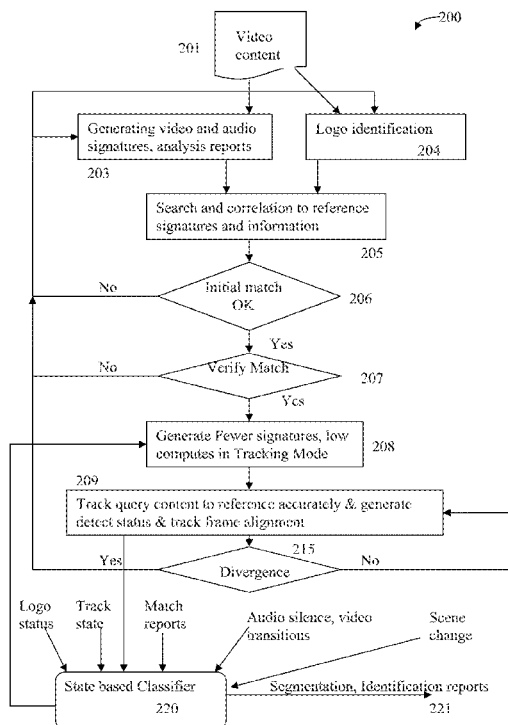 200
201
Video
content
Generating video and audio
signatures, analysis reports
203
Logo identification
204
Search and correlation to reference
signatures and information
205
No
Initial match
OK
206
Yes
No
Verify Match
207
Yes
Generate Fewer signatures, low
computes in Tracking Mode
208
209
Track query content to reference accurately & generate
detect status & track frame alignment
215
Yes
Divergence
No
Logo
status
Track
state
Match
reports
Audio silence, video
transitions
Scene
change
State based Classifier
220
Segmentation, Identification reports
221